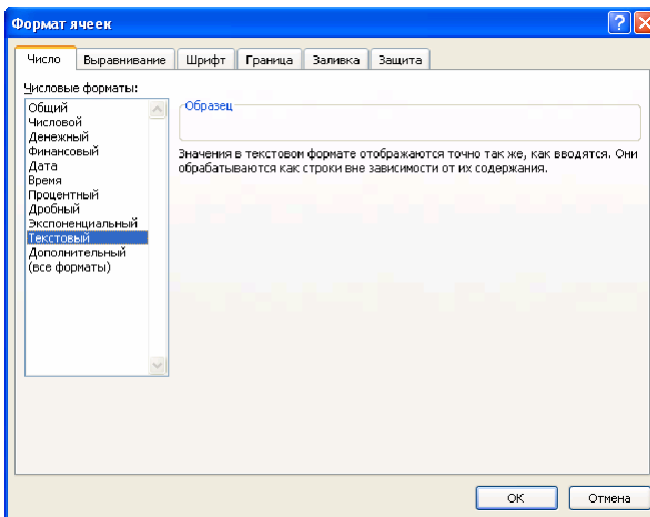 Формат ячеек
Число Выравнивание Шрифт Граница Заливка Защита
Числовые форматы:
Общий
Числовой
Денежный
Финансовый
Дата
Время
Процентный
Дробный
Экспоненциальный
Текстовый
Дополнительный
(все форматы)
Образец
Значения в текстовом формате отображаются точно так же, как вводятся. Они
обрабатываются как строки вне зависимости от их содержания.
OK Отмена